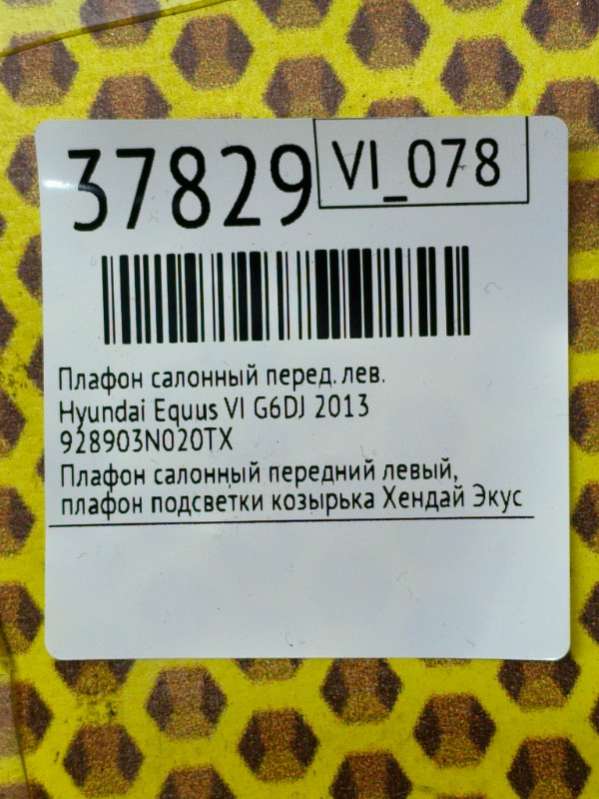 37829
VI_078
Плафон салонный перед. лев.
Hyundai Equus VI G6DJ 2013
928903N020TX
Плафон салонный передний левый,
плафон подсветки козырька Хендай Экус